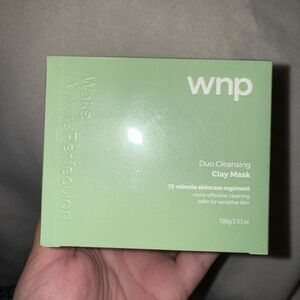 wnp
Wake
Perfection
Duo Cleansing
Clay Mask
15-minute skincare regiment
more effective cleaning
safer for sensitive skin
100g/3.53 oz